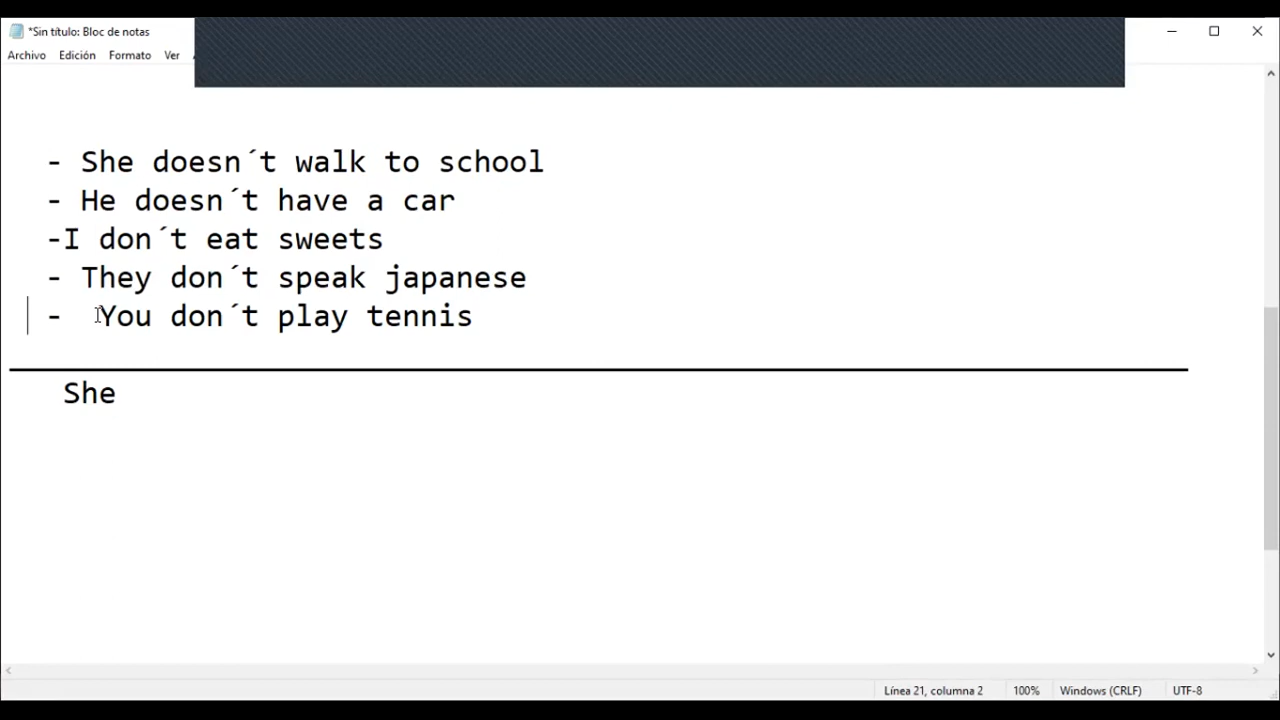 *Sin título: Bloc de notas
Archivo Edición Formato Ver
- She doesn´t walk to school
- He doesn´t have a car
-I don´t eat sweets
- They don´t speak japanese
- You don´t play tennis
She
Línea 21, columna 2 100% Windows (CRLF) UTF-8